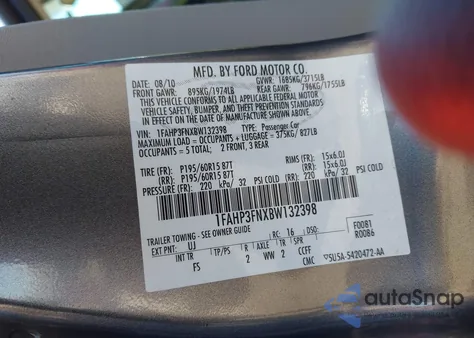 MFD. BY FORD MOTOR CO.
08/10 GVWR: 1685KG/3715LB
FRONT GAWR: 895KG/1974LB REAR GAWR: 796KG/1755LB
THIS VEHICLE CONFORMS TO ALL APPLICABLE FEDERAL MOTOR
VEHICLE SAFETY, BUMPER, AND THEFT PREVENTION STANDARDS
IN EFFECT ON THE DATE OF MANUFACTURE SHOWN ABOVE.
VIN: 1FAHP3FNXBW132398 TYPE: Passenger Car
MAXIMUM LOAD = OCCUPANTS + LUGGAGE = 375KG/ 827LB
OCCUPANTS = 5 TOTAL: 2 FRONT, 3 REAR
TIRE (FR): P195/60R15 87T RIMS (FR): 15x6.0J
(RR): P195/60R15 87T (RR): 15x6.0J
PRESSURE (FR): 220 kPa/ 32 PSI COLD (RR): 220 kPa/ 32 PSI COLD
1FAHP3FNXBW132398
TRAILER TOWING - SEE OWNER GUIDE F0081
EXT PNT: UJ RC: 16 DSO: R0086
INT TR TP/PS R AXLE TR SPR
FS 2 WW 2 CCFF
CMC 5U5A-5420472-AA
autoSnap